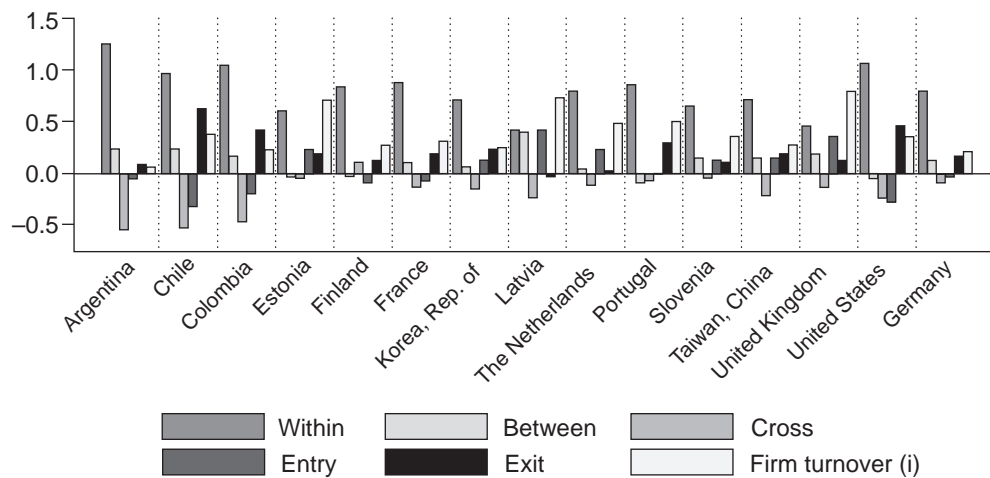 1.5
1.0
0.5
0.0
–0.5
Argentina
Chile
Colombia
Estonia
Finland
France
Korea, Rep. of
Latvia
The Netherlands
Portugal
Slovenia
Taiwan, China
United Kingdom
United States
Germany
Within Between Cross
Entry Exit Firm turnover (i)